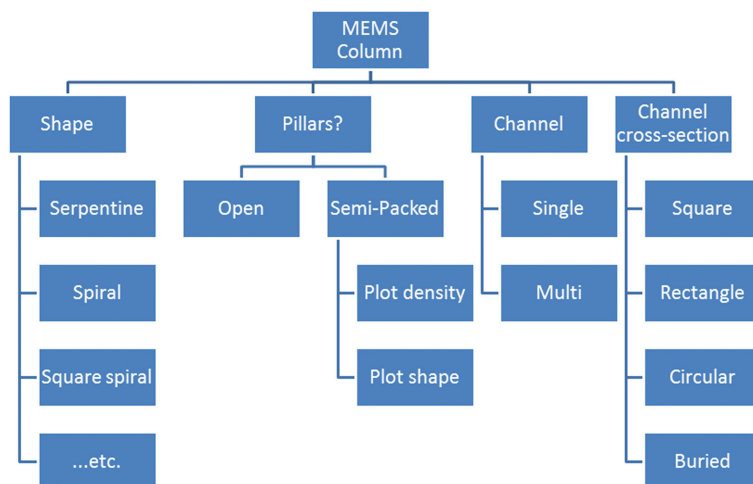 MEMS
Column
Shape
Pillars?
Channel
Channel
cross-section
Serpentine
Open
Semi-Packed
Single
Square
Spiral
Plot density
Multi
Rectangle
Square spiral
Plot shape
Circular
...etc.
Buried